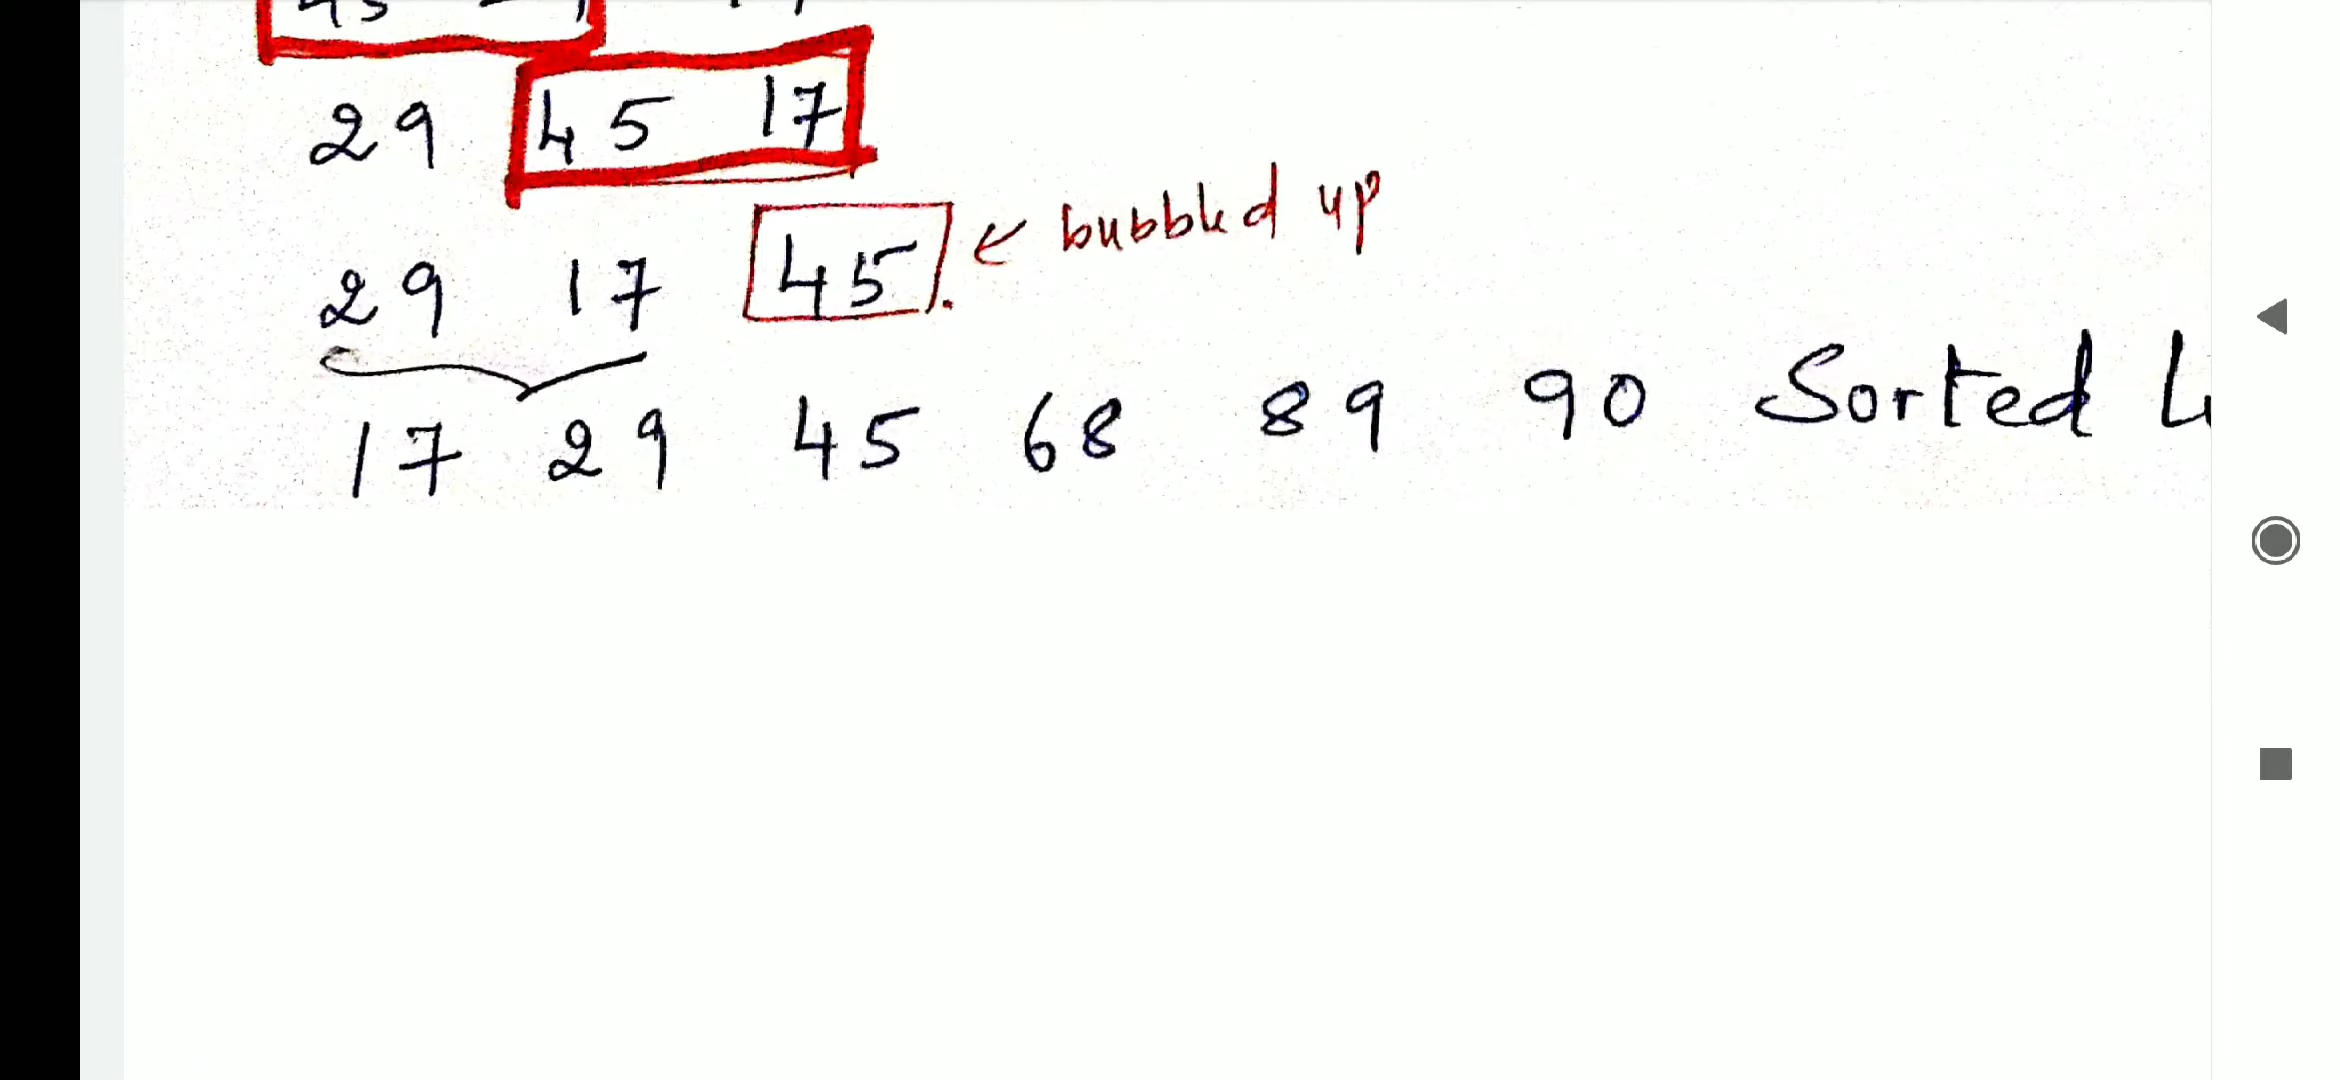 29 45 17
29 17 45 ← bubbled up
17 29 45 68 89 90 Sorted